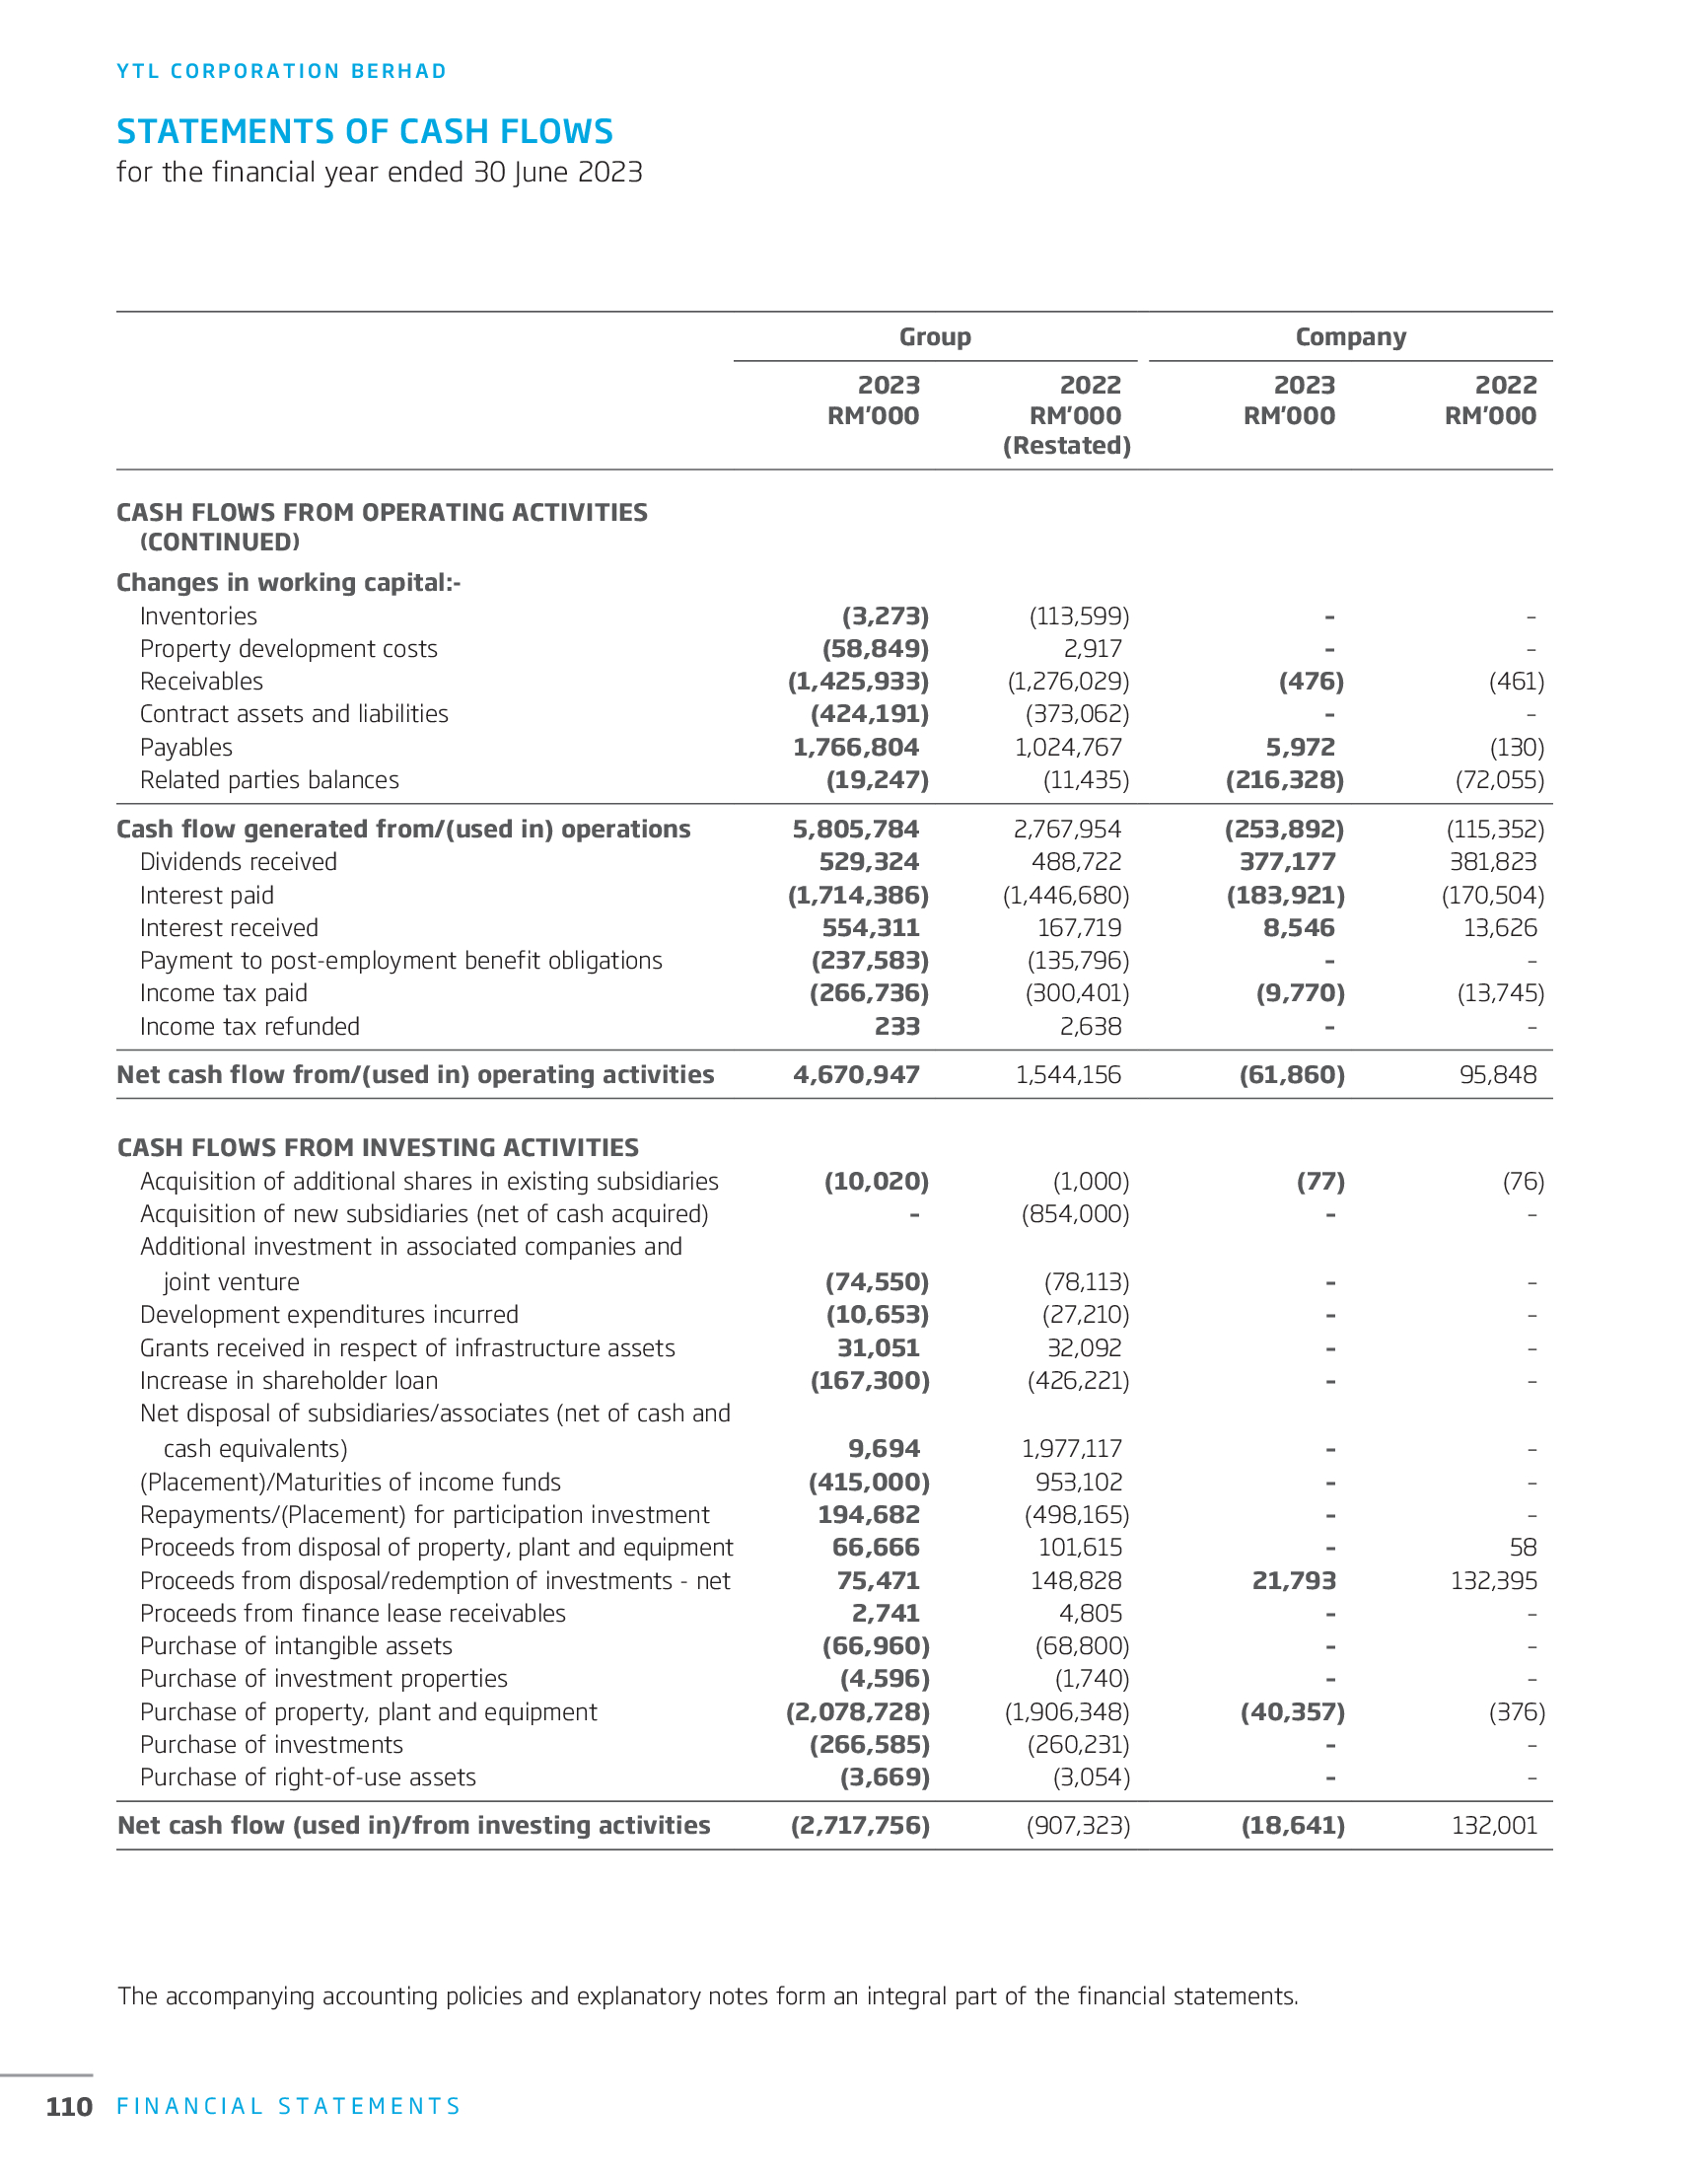 YTL CORPORATION BERHAD
STATEMENTS OF CASH FLOWS
for the financial year ended 30 June 2023
Group Company
2023 2022 2023 2022
RM’000 RM’000 RM’000 RM’000
(Restated)
CASH FLOWS FROM OPERATING ACTIVITIES
(CONTINUED)
Changes in working capital:-
Inventories (3,273) (113,599) – –
Property development costs (58,849) 2,917 – –
Receivables (1,425,933) (1,276,029) (476) (461)
Contract assets and liabilities (424,191) (373,062) – –
Payables 1,766,804 1,024,767 5,972 (130)
Related parties balances (19,247) (11,435) (216,328) (72,055)
Cash flow generated from/(used in) operations 5,805,784 2,767,954 (253,892) (115,352)
Dividends received 529,324 488,722 377,177 381,823
Interest paid (1,714,386) (1,446,680) (183,921) (170,504)
Interest received 554,311 167,719 8,546 13,626
Payment to post-employment benefit obligations (237,583) (135,796) – –
Income tax paid (266,736) (300,401) (9,770) (13,745)
Income tax refunded 233 2,638 – –
Net cash flow from/(used in) operating activities 4,670,947 1,544,156 (61,860) 95,848
CASH FLOWS FROM INVESTING ACTIVITIES
Acquisition of additional shares in existing subsidiaries (10,020) (1,000) (77) (76)
Acquisition of new subsidiaries (net of cash acquired) – (854,000) – –
Additional investment in associated companies and
joint venture (74,550) (78,113) – –
Development expenditures incurred (10,653) (27,210) – –
Grants received in respect of infrastructure assets 31,051 32,092 – –
Increase in shareholder loan (167,300) (426,221) – –
Net disposal of subsidiaries/associates (net of cash and
cash equivalents) 9,694 1,977,117 – –
(Placement)/Maturities of income funds (415,000) 953,102 – –
Repayments/(Placement) for participation investment 194,682 (498,165) – –
Proceeds from disposal of property, plant and equipment 66,666 101,615 – 58
Proceeds from disposal/redemption of investments - net 75,471 148,828 21,793 132,395
Proceeds from finance lease receivables 2,741 4,805 – –
Purchase of intangible assets (66,960) (68,800) – –
Purchase of investment properties (4,596) (1,740) – –
Purchase of property, plant and equipment (2,078,728) (1,906,348) (40,357) (376)
Purchase of investments (266,585) (260,231) – –
Purchase of right-of-use assets (3,669) (3,054) – –
Net cash flow (used in)/from investing activities (2,717,756) (907,323) (18,641) 132,001
The accompanying accounting policies and explanatory notes form an integral part of the financial statements.
110 FINANCIAL STATEMENTS